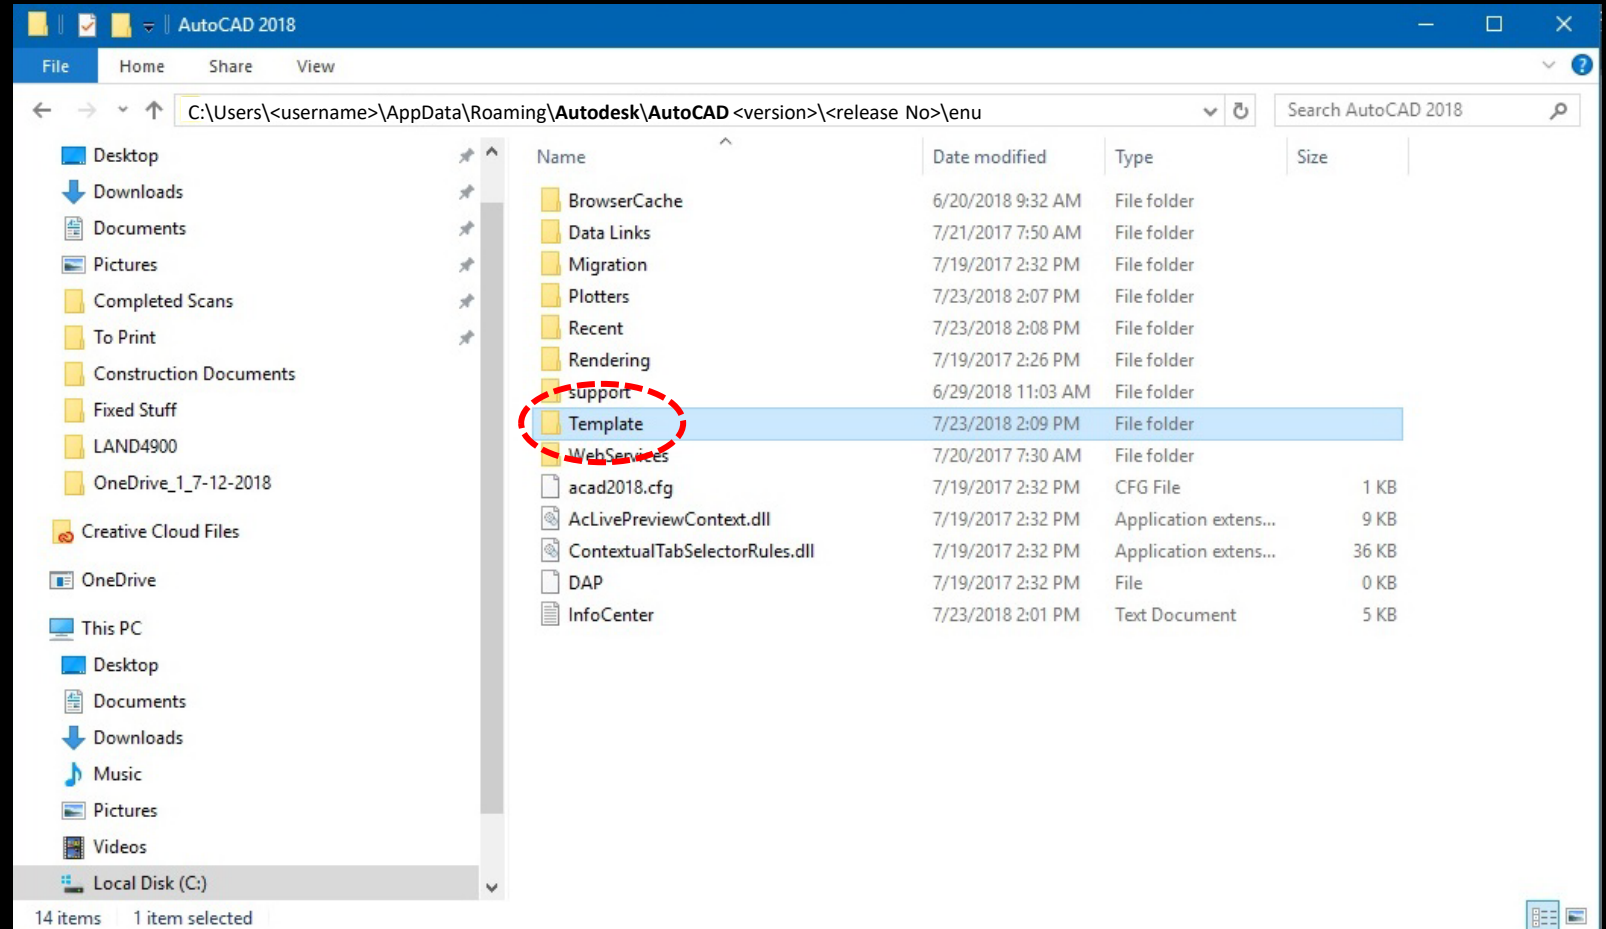 AutoCAD 2018
File Home Share View
C:\Users\<username>\AppData\Roaming\Autodesk\AutoCAD <version>\<release No>\enu
Search AutoCAD 2018
Desktop
Downloads
Documents
Pictures
Completed Scans
To Print
Construction Documents
Fixed Stuff
LAND4900
OneDrive_1_7-12-2018
Creative Cloud Files
OneDrive
This PC
Desktop
Documents
Downloads
Music
Pictures
Videos
Local Disk (C:)
Name Date modified Type Size
BrowserCache 6/20/2018 9:32 AM File folder
Data Links 7/21/2017 7:50 AM File folder
Migration 7/19/2017 2:32 PM File folder
Plotters 7/23/2018 2:07 PM File folder
Recent 7/23/2018 2:08 PM File folder
Rendering 7/19/2017 2:26 PM File folder
support 6/29/2018 11:03 AM File folder
Template 7/23/2018 2:09 PM File folder
WebServices 7/20/2017 7:30 AM File folder
acad2018.cfg 7/19/2017 2:32 PM CFG File 1 KB
AcLivePreviewContext.dll 7/19/2017 2:32 PM Application extens... 9 KB
ContextualTabSelectorRules.dll 7/19/2017 2:32 PM Application extens... 36 KB
DAP 7/19/2017 2:32 PM File 0 KB
InfoCenter 7/23/2018 2:01 PM Text Document 5 KB
14 items 1 item selected